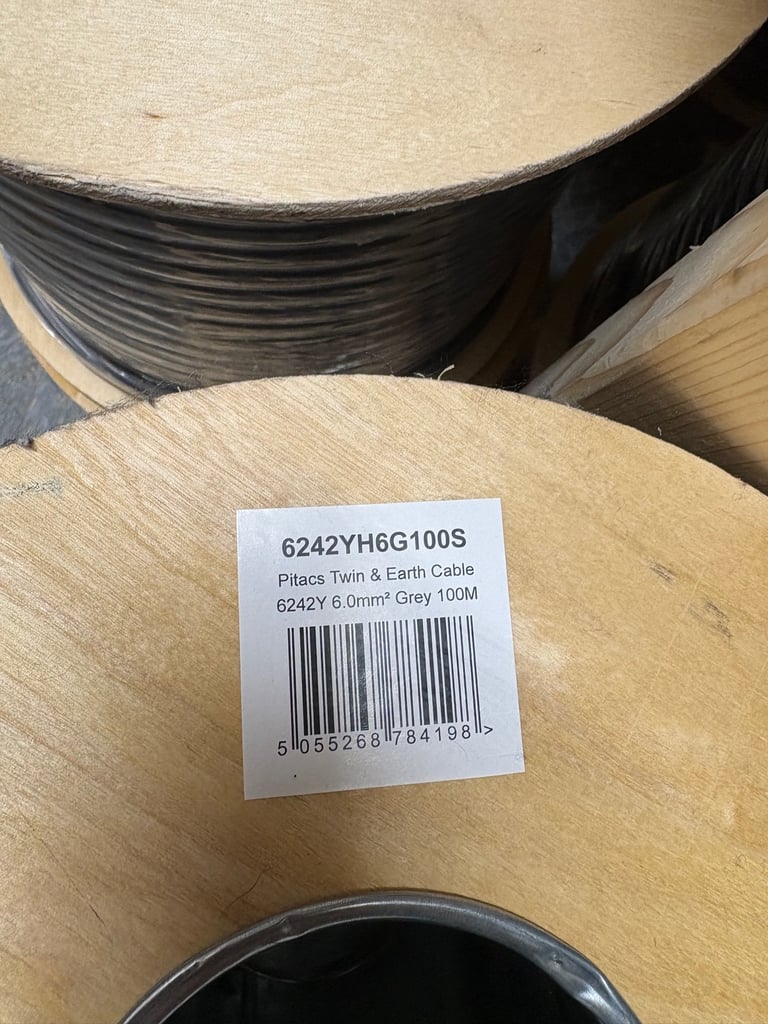 6242YH6G100S
Pitacs Twin & Earth Cable
6242Y 6.0mm² Grey 100M
5 055268 784198 >